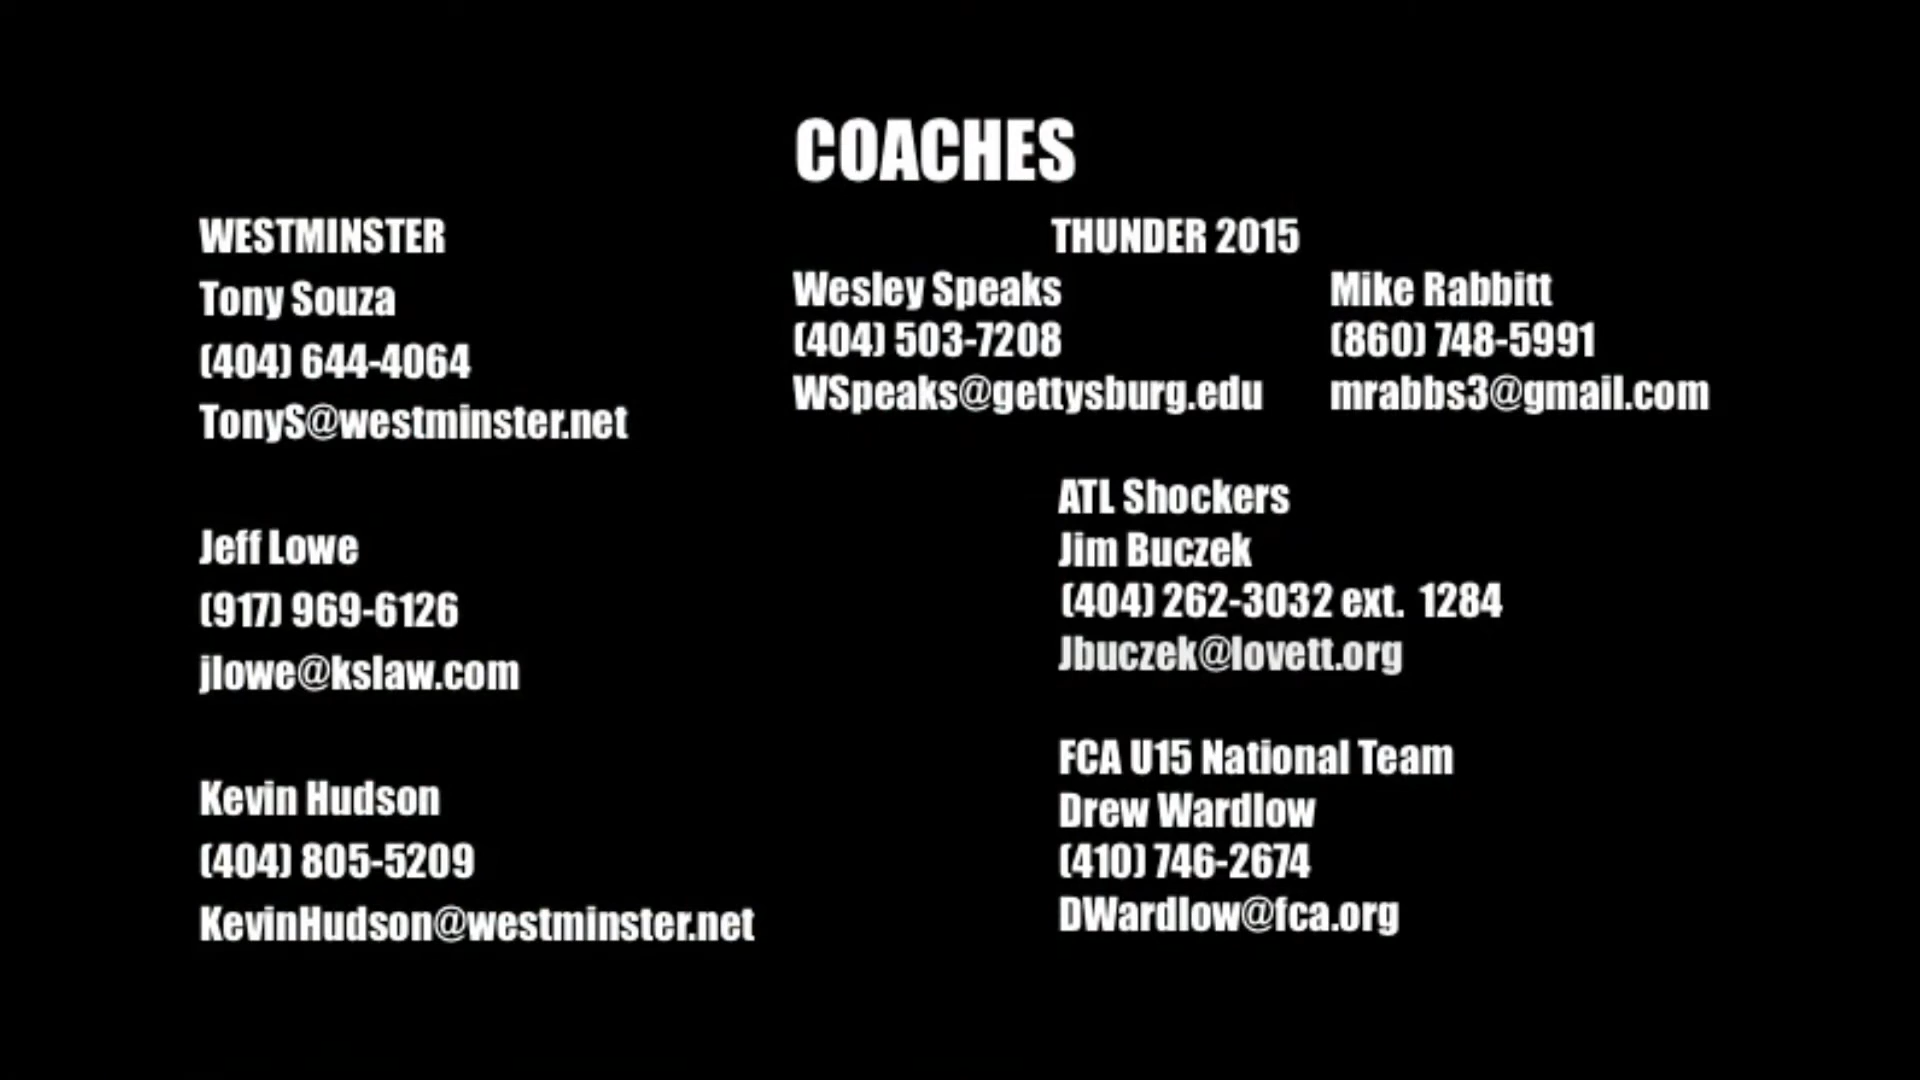 COACHES
WESTMINSTER
Tony Souza
(404) 644-4064
TonyS@westminster.net
Jeff Lowe
(917) 969-6126
jlowe@kslaw.com
Kevin Hudson
(404) 805-5209
KevinHudson@westminster.net
THUNDER 2015
Wesley Speaks
(404) 503-7208
WSpeaks@gettysburg.edu
Mike Rabbitt
(860) 748-5991
mrabbs3@gmail.com
ATL Shockers
Jim Buczek
(404) 262-3032 ext. 1284
Jbuczek@lovett.org
FCA U15 National Team
Drew Wardlow
(410) 746-2674
DWardlow@fca.org